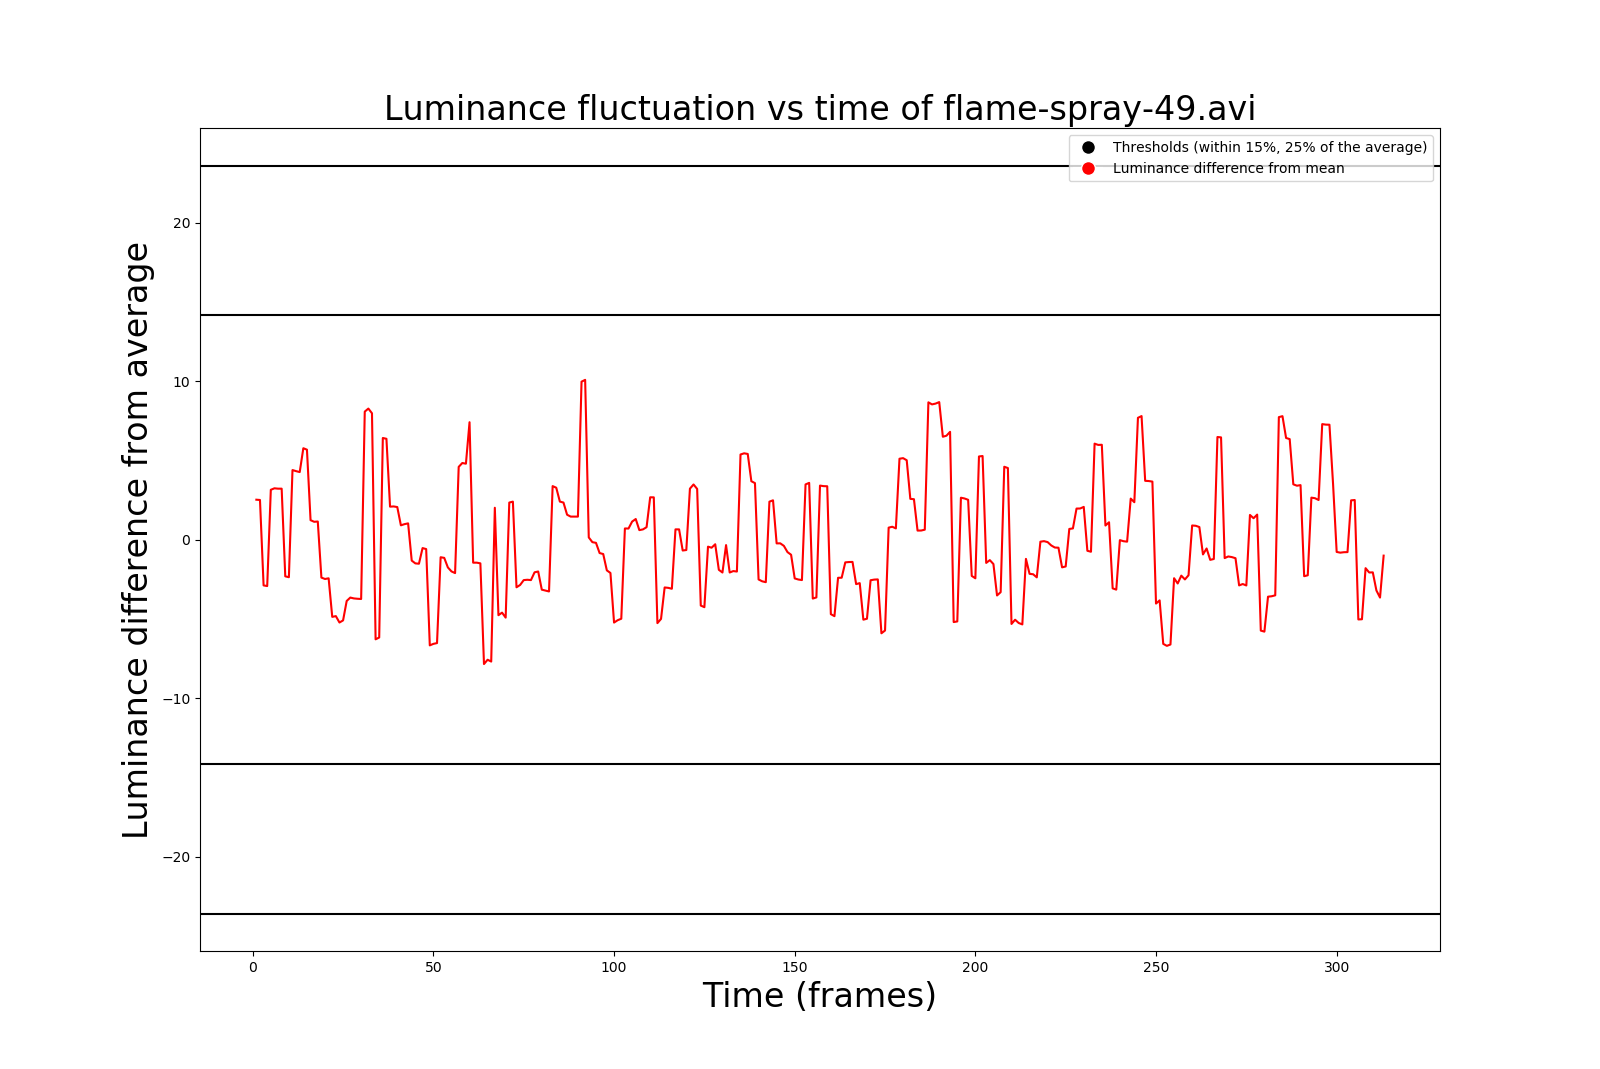 Luminance fluctuation vs time of flame-spray-49.avi
Thresholds (within 15%, 25% of the average)
Luminance difference from mean
Luminance difference from average
20
10
0
−10
−20
0 50 100 150 200 250 300
Time (frames)